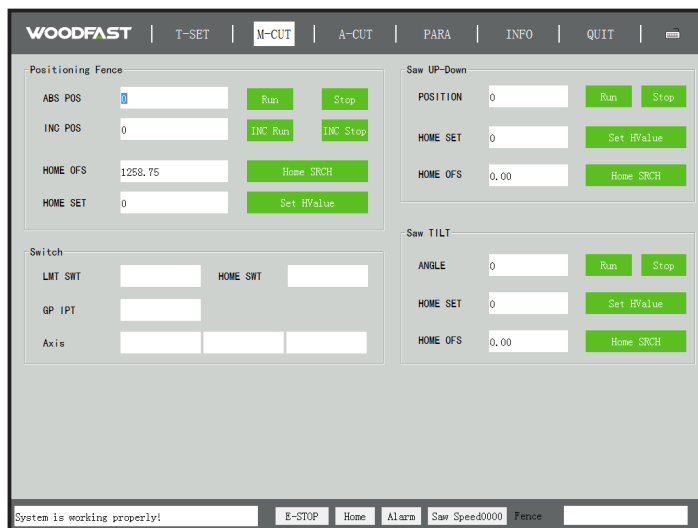 WOODFAST T-SET M-CUT A-CUT PARA INFO QUIT
Positioning Fence
ABS POS 0 Run Stop
INC POS 0 INC Run INC Stop
HOME OFS 1258.75 Home SRCH
HOME SET 0 Set HValue
Switch
LMT SWT HOME SWT
GP IPT
Axis
Saw UP-Down
POSITION 0 Run Stop
HOME SET 0 Set HValue
HOME OFS 0.00 Home SRCH
Saw TILT
ANGLE 0 Run Stop
HOME SET 0 Set HValue
HOME OFS 0.00 Home SRCH
System is working properly! E-STOP Home Alarm Saw Speed0000 Fence